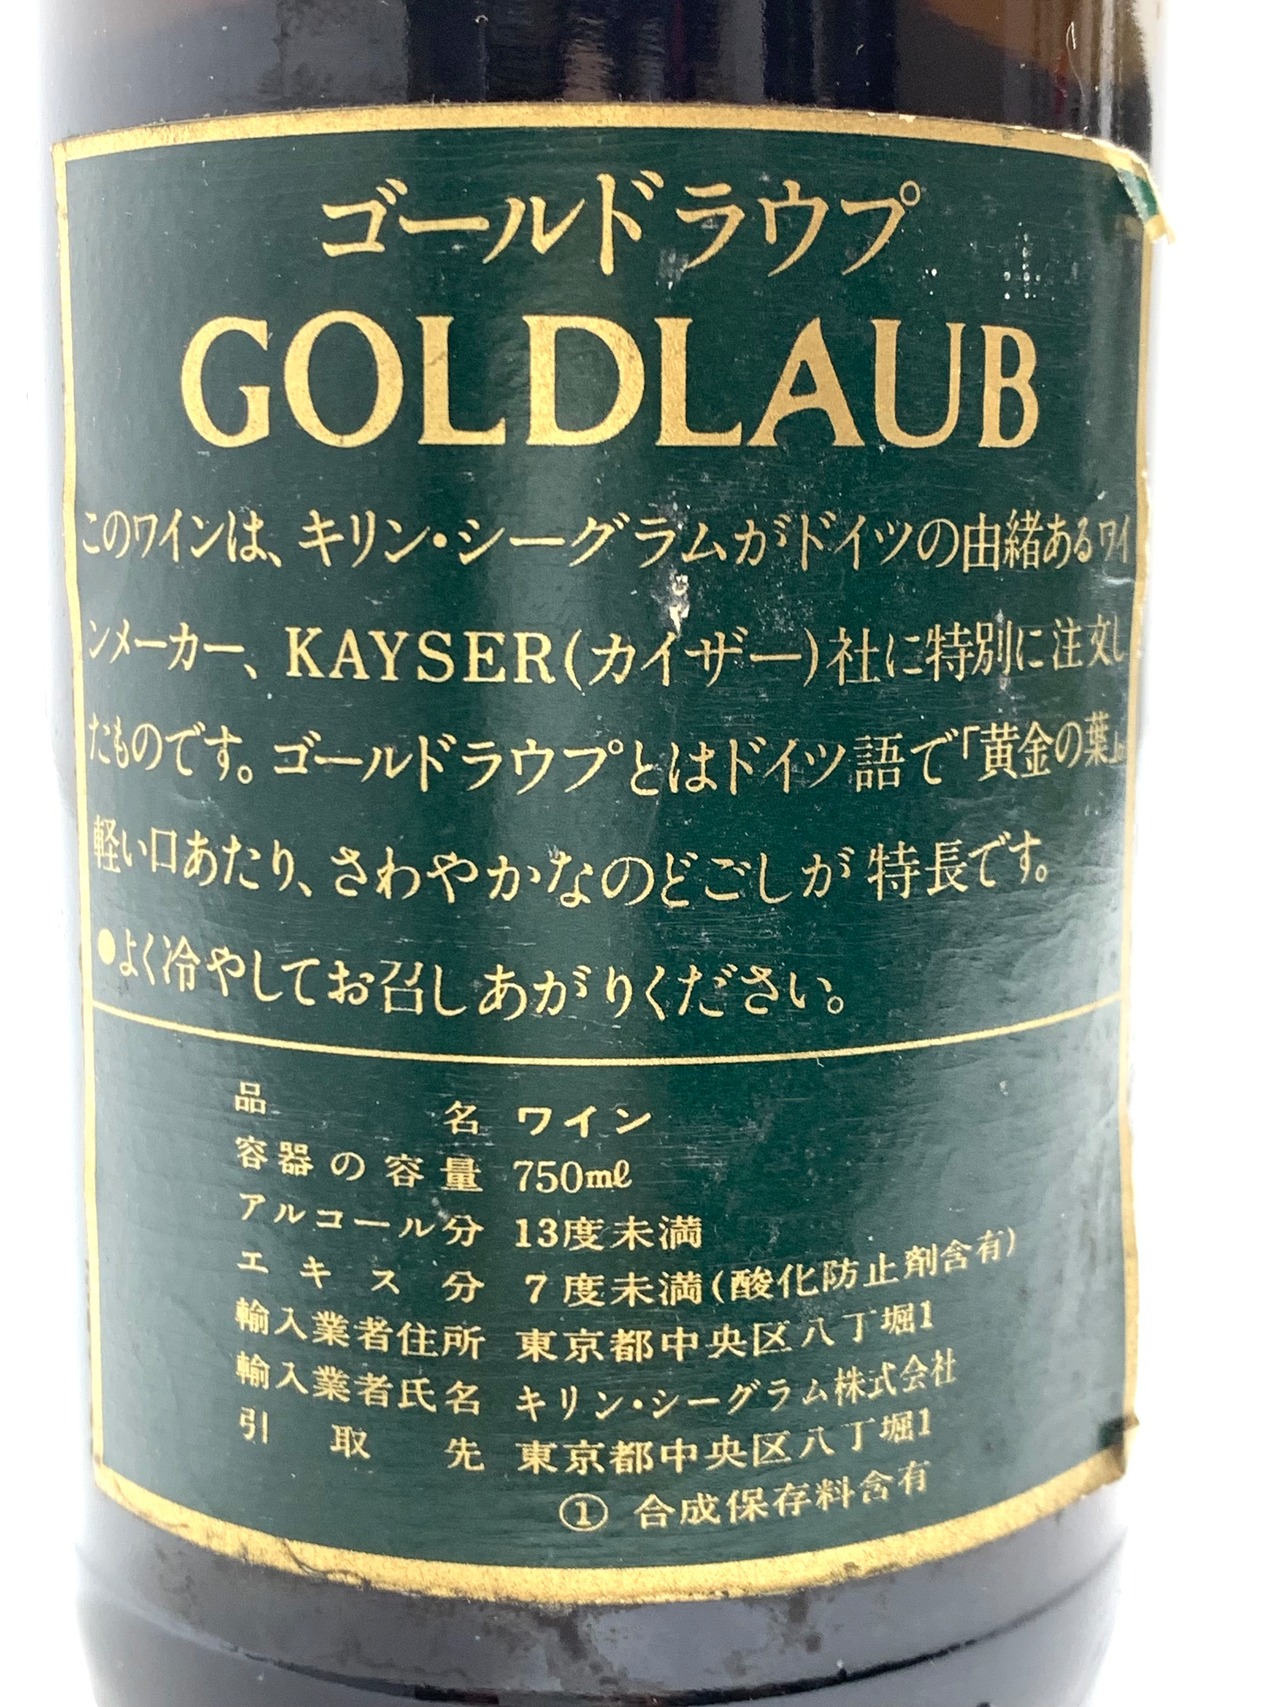 ゴールドラウプ
GOLDLAUB
このワインは、キリン・シーグラムがドイツの由緒あるワイ
ンメーカー、KAYSER(カイザー)社に特別に注文し
たものです。ゴールドラウプとはドイツ語で「黄金の葉」。
軽い口あたり、さわやかなのどごしが特長です。
●よく冷やしてお召しあがりください。
品名 ワイン
容器の容量 750mℓ
アルコール分 13度未満
エキス分 7度未満(酸化防止剤含有)
輸入業者住所 東京都中央区八丁堀1
輸入業者氏名 キリン・シーグラム株式会社
引取先 東京都中央区八丁堀1
① 合成保存料含有